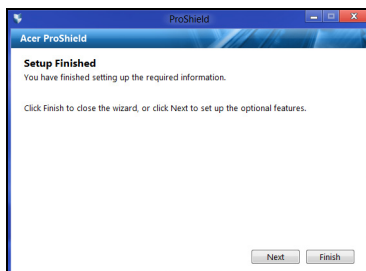 ProShield
Acer ProShield
Setup Finished
You have finished setting up the required information.
Click Finish to close the wizard, or click Next to set up the optional features.
Next Finish